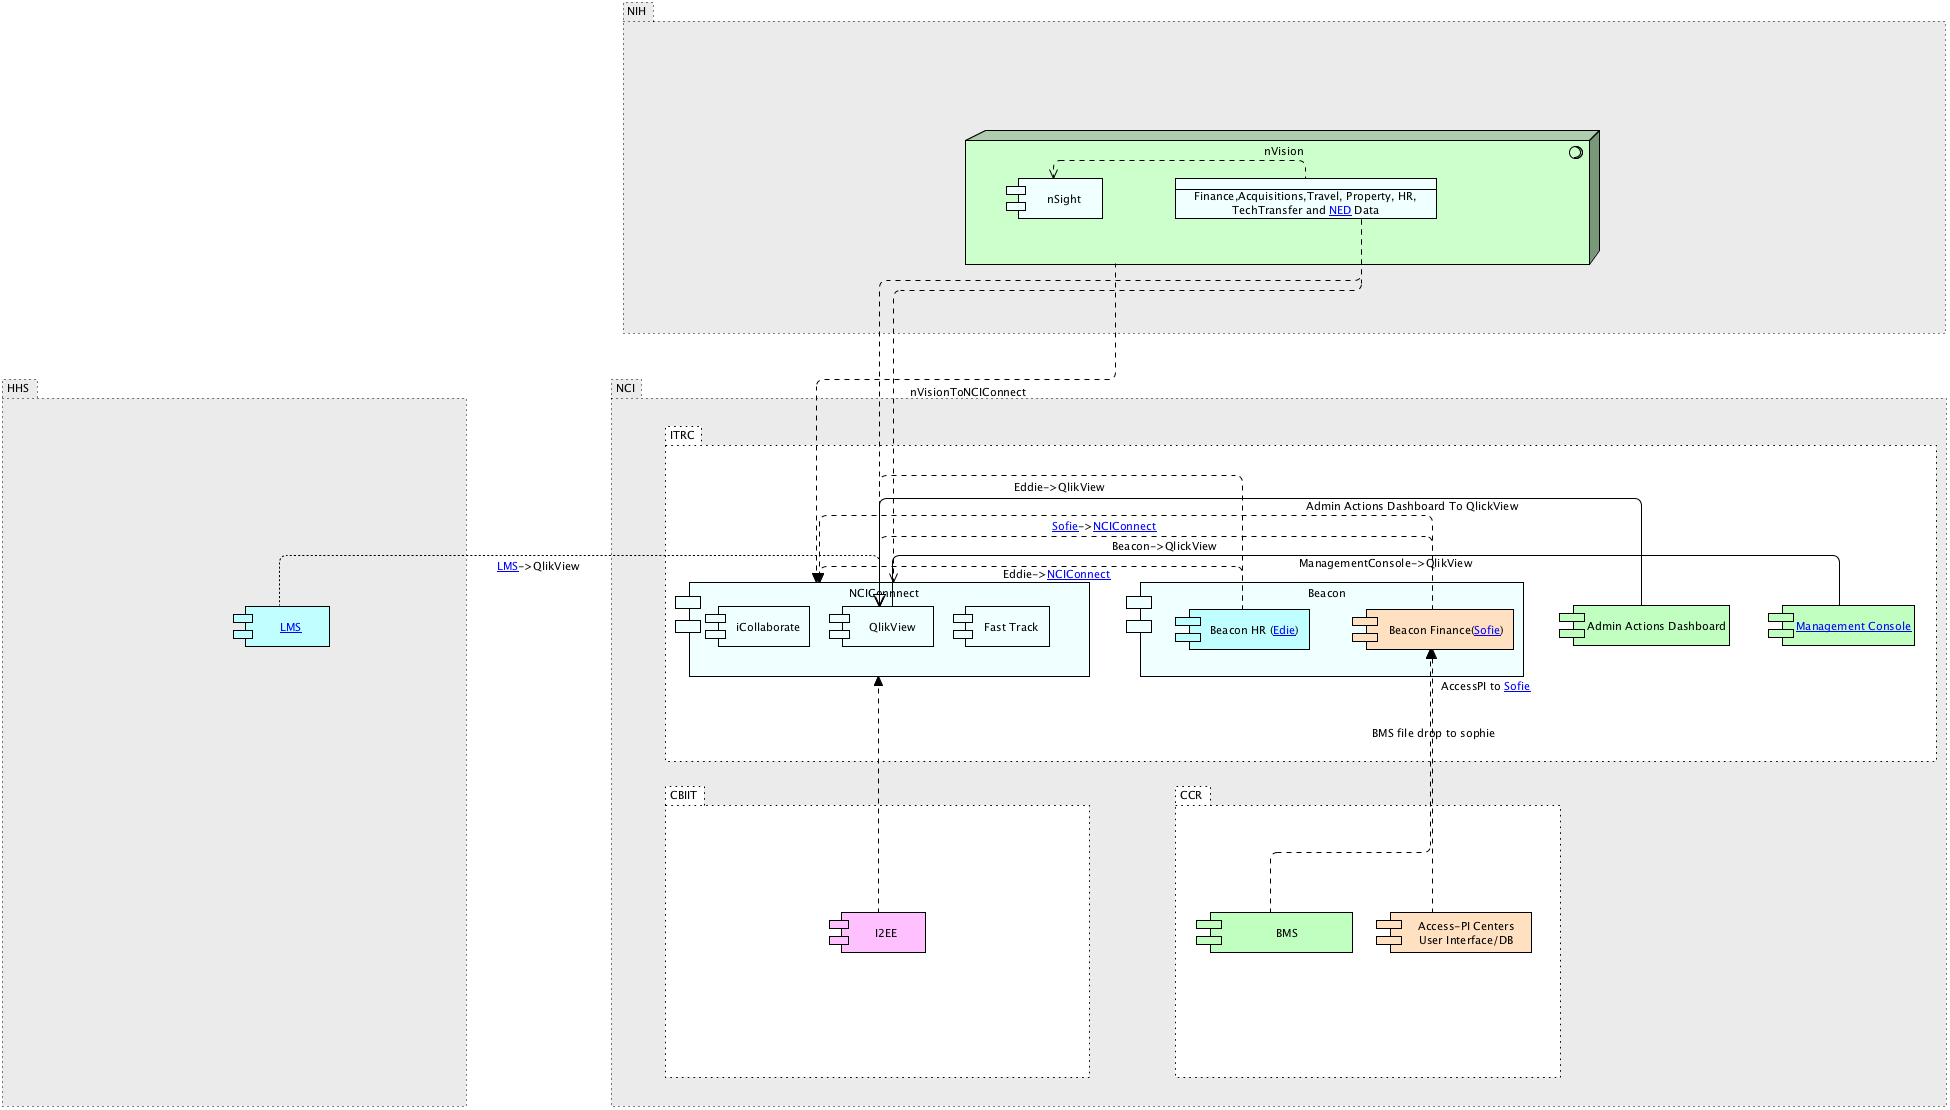 NIH
nVision
nSight
Finance,Acquisitions,Travel, Property, HR,
TechTransfer and NED Data
HHS
NCI
nVisionToNCIConnect
ITRC
Eddie->QlikView
Admin Actions Dashboard To QlickView
Sofie->NCIConnect
Beacon->QlickView
LMS->QlikView
ManagementConsole->QlikView
Eddie->NCIConnect
NCIConnnect
Beacon
LMS
iCollaborate
QlikView
Fast Track
Beacon HR (Edie)
Beacon Finance(Sofie)
Admin Actions Dashboard
Management Console
AccessPI to Sofie
BMS file drop to sophie
CBIIT
CCR
I2EE
BMS
Access-PI Centers
User Interface/DB